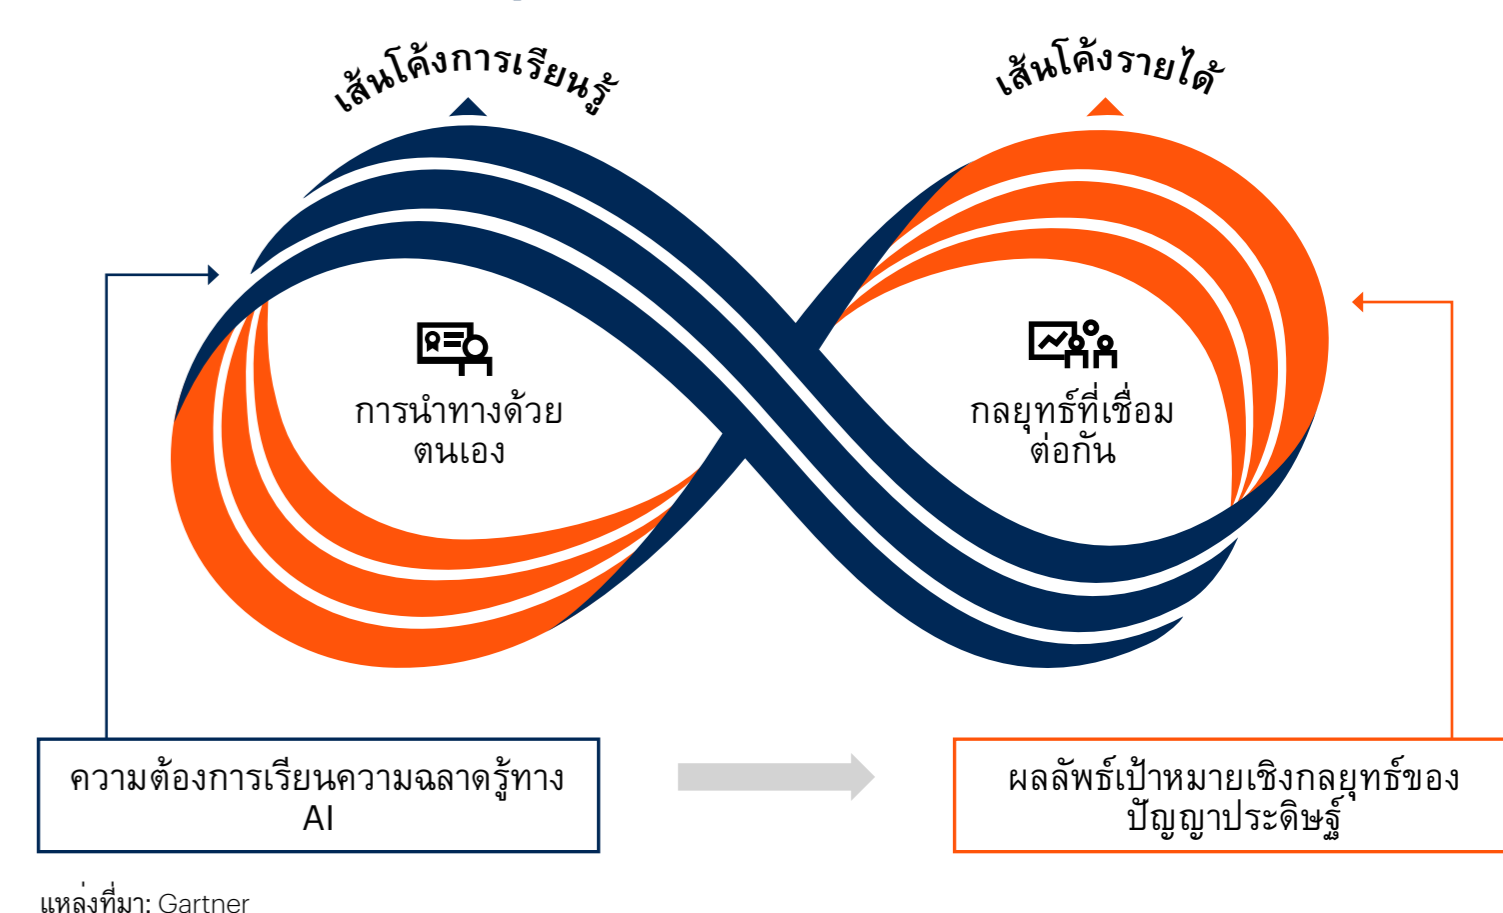 เส้นโค้งการเรียนรู้
เส้นโค้งรายได้
การนำทางด้วย
ตนเอง
กลยุทธ์ที่เชื่อม
ต่อกัน
ความต้องการเรียนความฉลาดรู้ทาง
AI
ผลลัพธ์เป้าหมายเชิงกลยุทธ์ของ
ปัญญาประดิษฐ์
แหล่งที่มา: Gartner